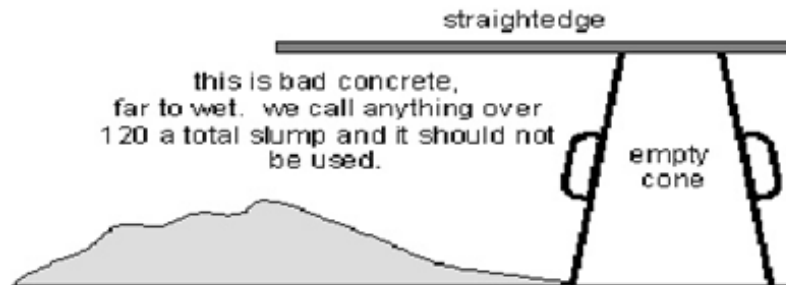 straightedge
this is bad concrete,
far to wet. we call anything over
120 a total slump and it should not
be used.
empty
cone